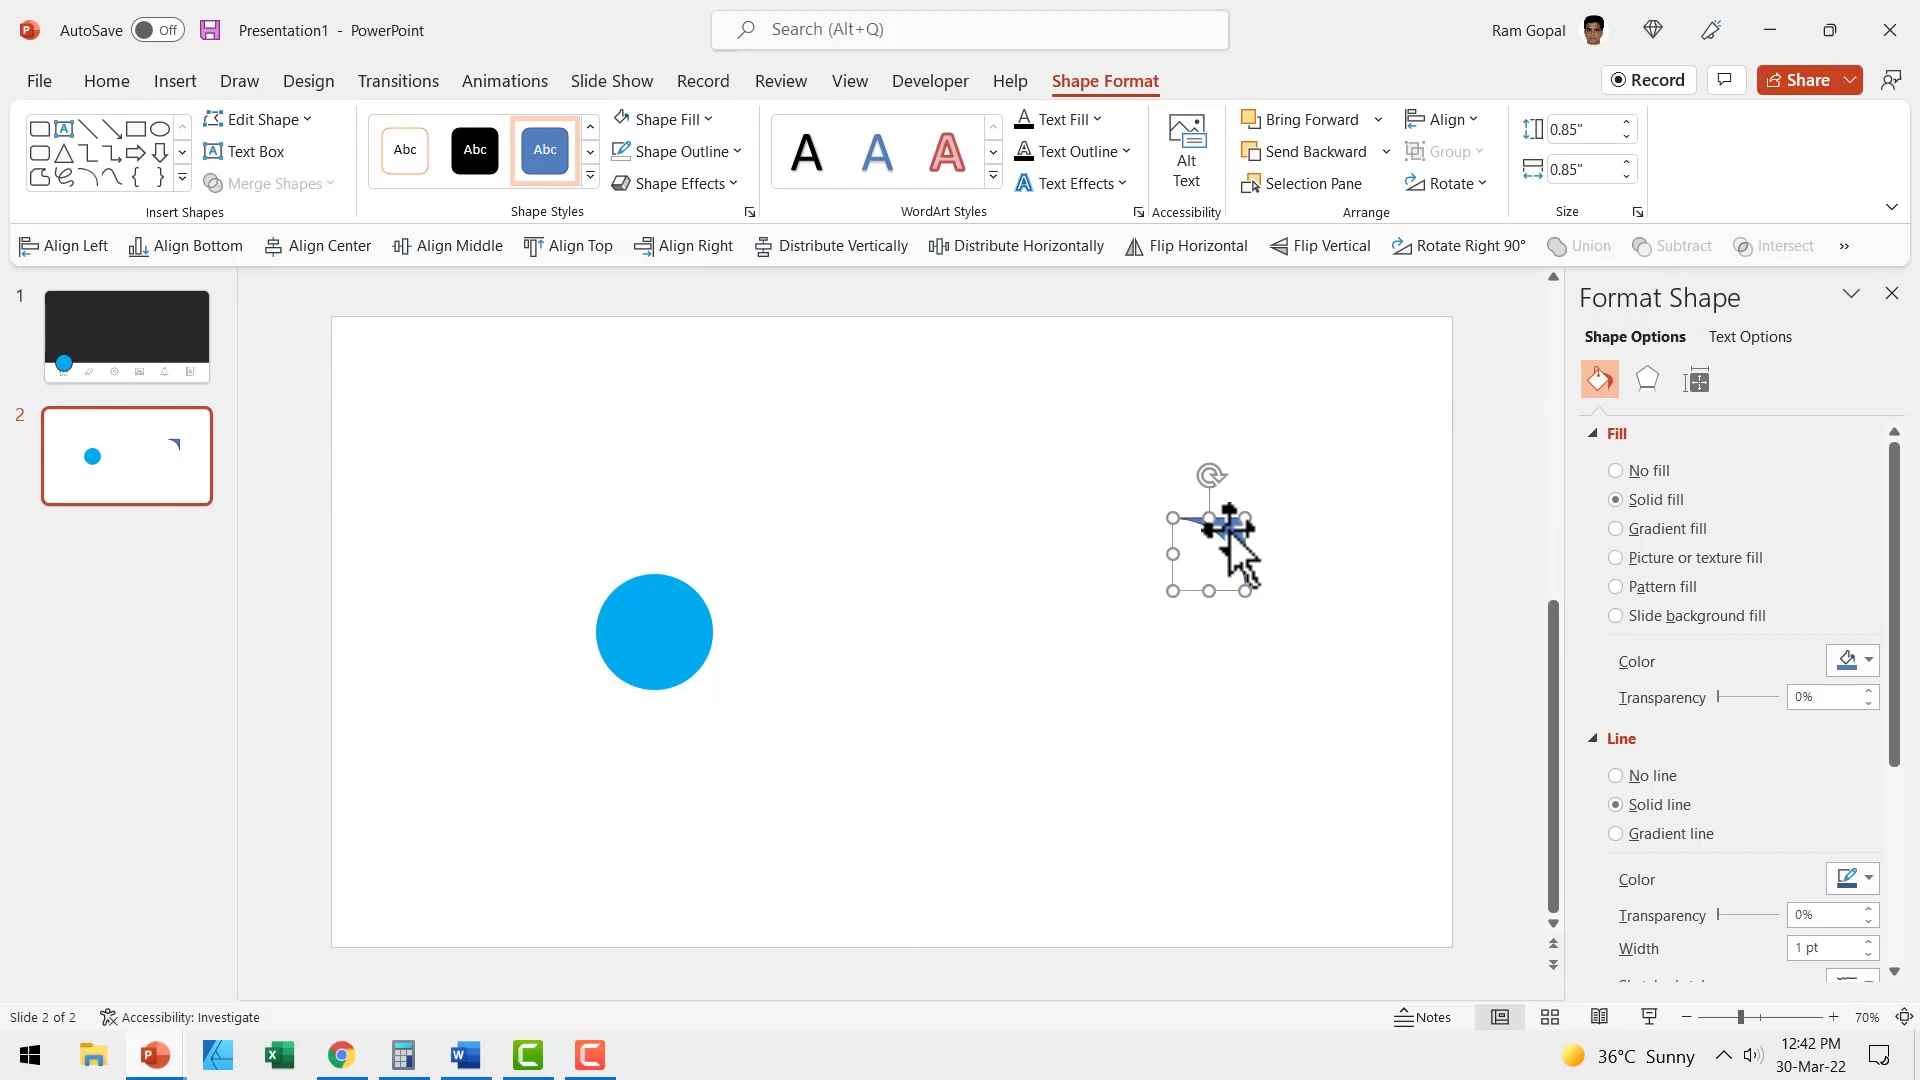 AutoSave Off Presentation1 - PowerPoint Search (Alt+Q) Ram Gopal
File Home Insert Draw Design Transitions Animations Slide Show Record Review View Developer Help Shape Format Record Share
Edit Shape
Text Box
Merge Shapes
Insert Shapes
Abc Abc Abc
Shape Fill
Shape Outline
Shape Effects
Shape Styles
A A A
Text Fill
Text Outline
Text Effects
WordArt Styles
Alt
Text
Accessibility
Bring Forward
Send Backward
Selection Pane
Align
Group
Rotate
Arrange
0.85"
0.85"
Size
Align Left Align Bottom Align Center Align Middle Align Top Align Right Distribute Vertically Distribute Horizontally Flip Horizontal Flip Vertical Rotate Right 90° Union Subtract Intersect
1
2
Format Shape
Shape Options Text Options
Fill
No fill
Solid fill
Gradient fill
Picture or texture fill
Pattern fill
Slide background fill
Color
Transparency 0%
Line
No line
Solid line
Gradient line
Color
Transparency 0%
Width 1 pt
Slide 2 of 2 Accessibility: Investigate Notes 70%
36°C Sunny
12:42 PM
30-Mar-22